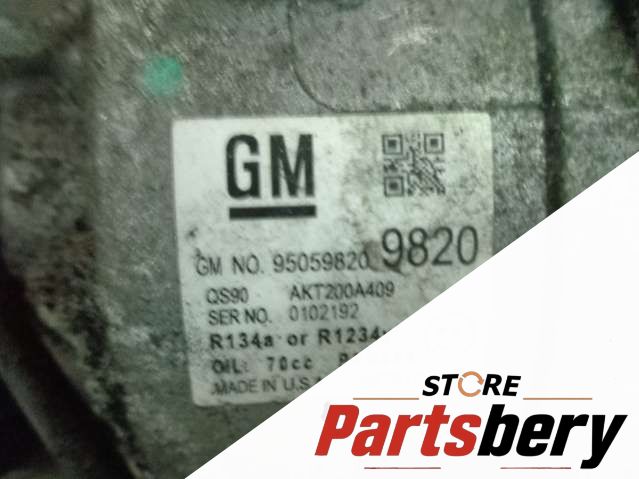 GM
9820
GM NO. 95059820
QS90 AKT200A409
SER NO. 0102192
R134a or R1234
OIL: 70cc
MADE IN U.S.
STORE
Partsbery